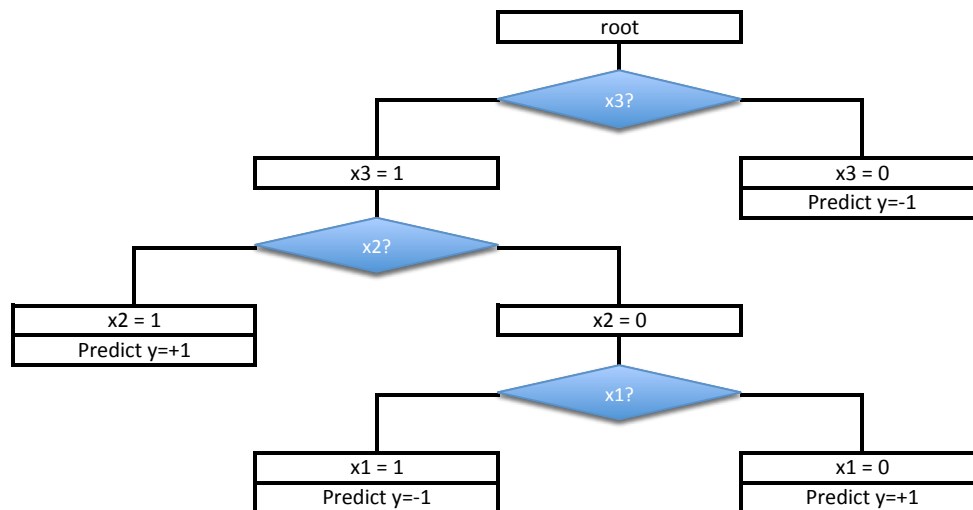 root
x3?
x3 = 1
x3 = 0
Predict y=-1
x2?
x2 = 1
Predict y=+1
x2 = 0
x1?
x1 = 1
Predict y=-1
x1 = 0
Predict y=+1